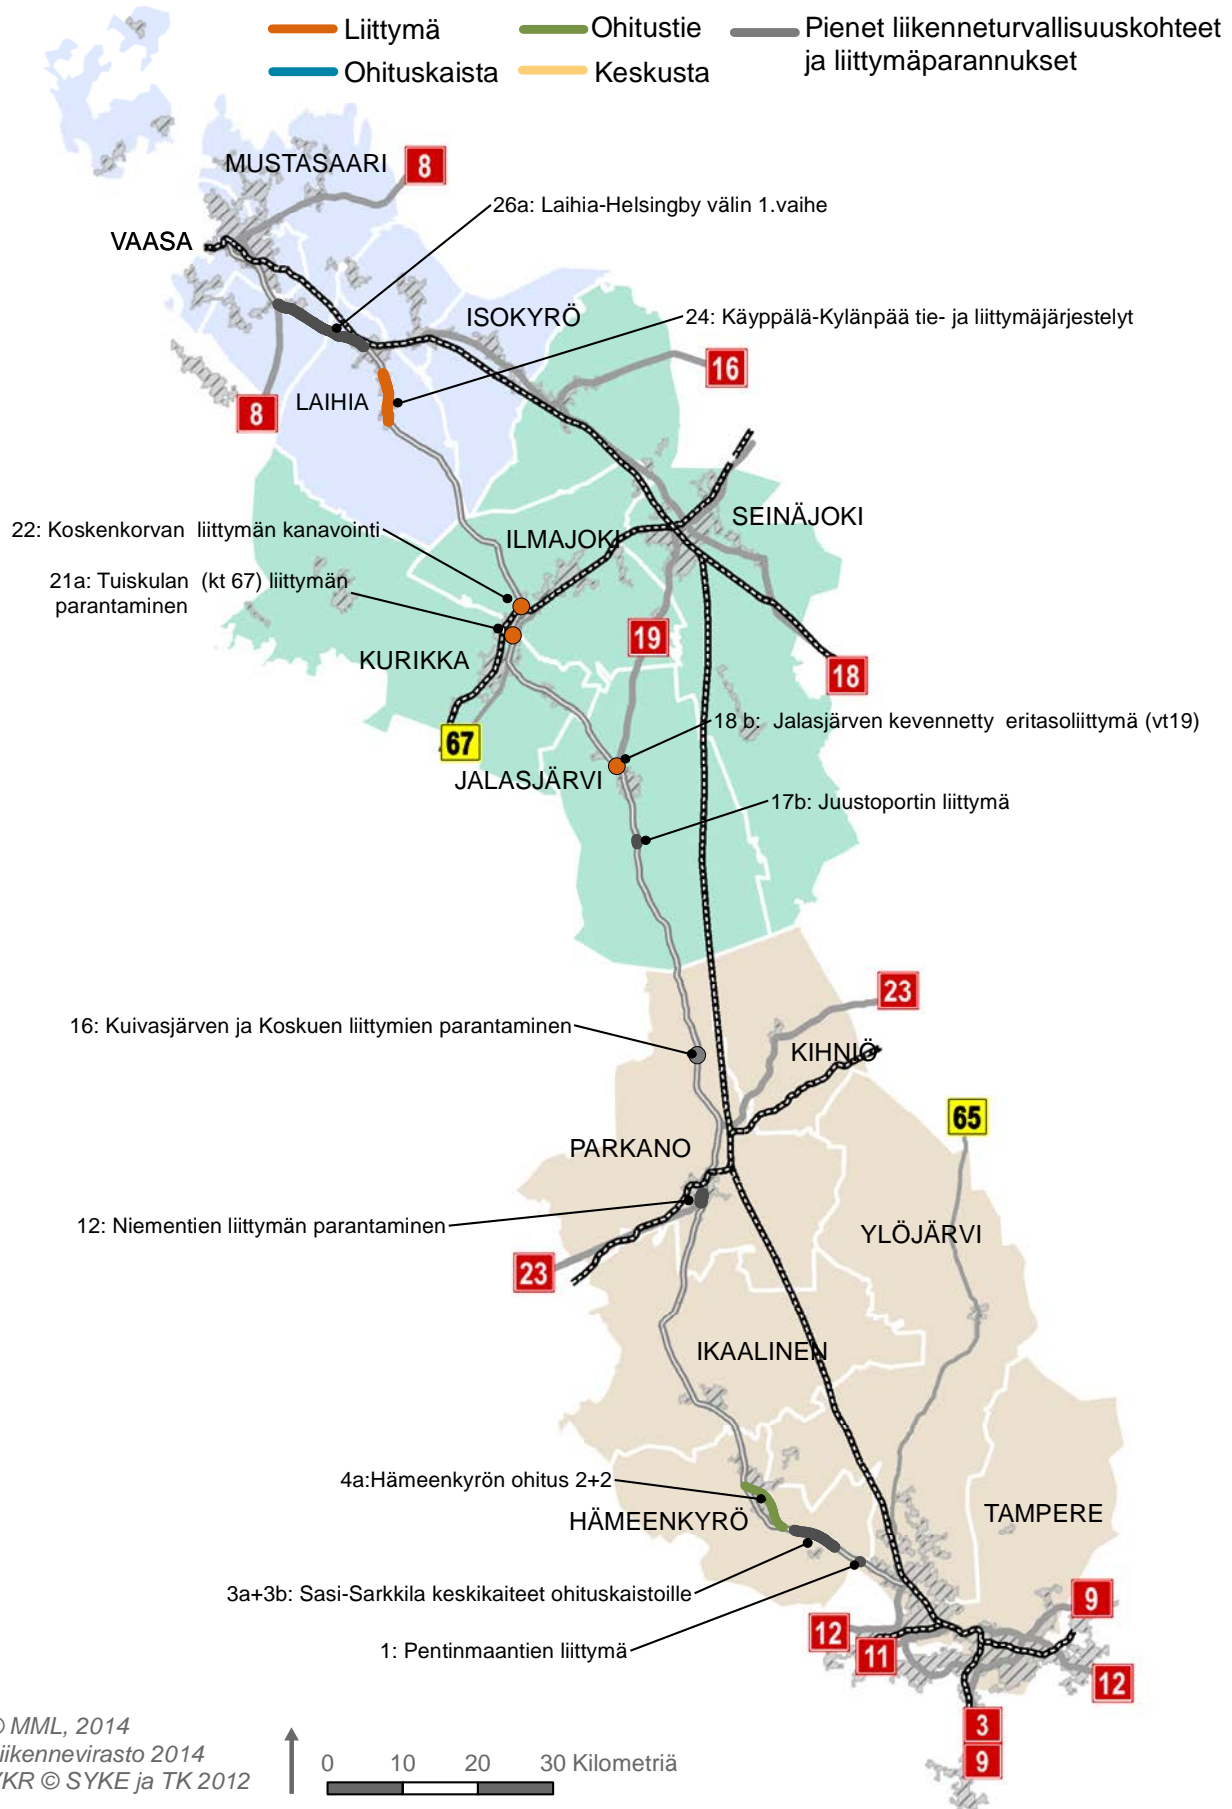 Liittymä
Ohitustie
Pienet liikenneturvallisuuskohteet
ja liittymäparannukset
Ohituskaista
Keskusta
MUSTASAARI
8
26a: Laihia-Helsingby välin 1.vaihe
VAASA
ISOKYRÖ
24: Käyppälä-Kylänpää tie- ja liittymäjärjestelyt
16
LAIHIA
8
SEINÄJOKI
22: Koskenkorvan liittymän kanavointi
ILMAJOKI
21a: Tuiskulan (kt 67) liittymän
parantaminen
19
KURIKKA
18
67
18 b: Jalasjärven kevennetty eritasoliittymä (vt19)
JALASJÄRVI
17b: Juustoportin liittymä
23
16: Kuivasjärven ja Koskuen liittymien parantaminen
KIHNIÖ
65
PARKANO
12: Niementien liittymän parantaminen
YLÖJÄRVI
23
IKAALINEN
4a:Hämeenkyrön ohitus 2+2
HÄMEENKYRÖ
TAMPERE
3a+3b: Sasi-Sarkkila keskikaiteet ohituskaistoille
9
12
1: Pentinmaantien liittymä
11
12
3
9
© MML, 2014
iikennevirasto 2014
YKR © SYKE ja TK 2012
0 10 20 30 Kilometriä